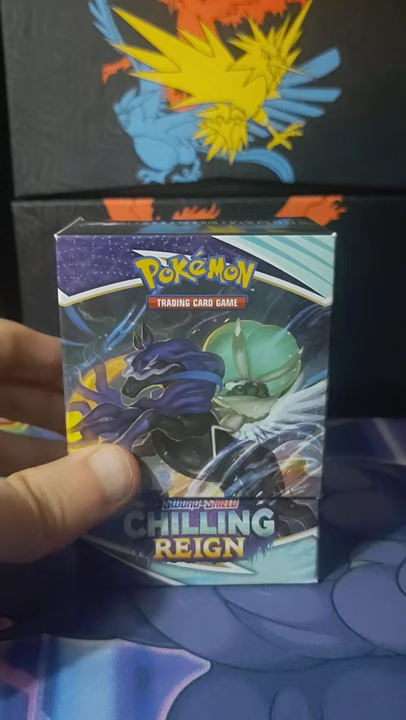 POKéMON
TRADING CARD GAME
SWORD & SHIELD
CHILLING
REIGN